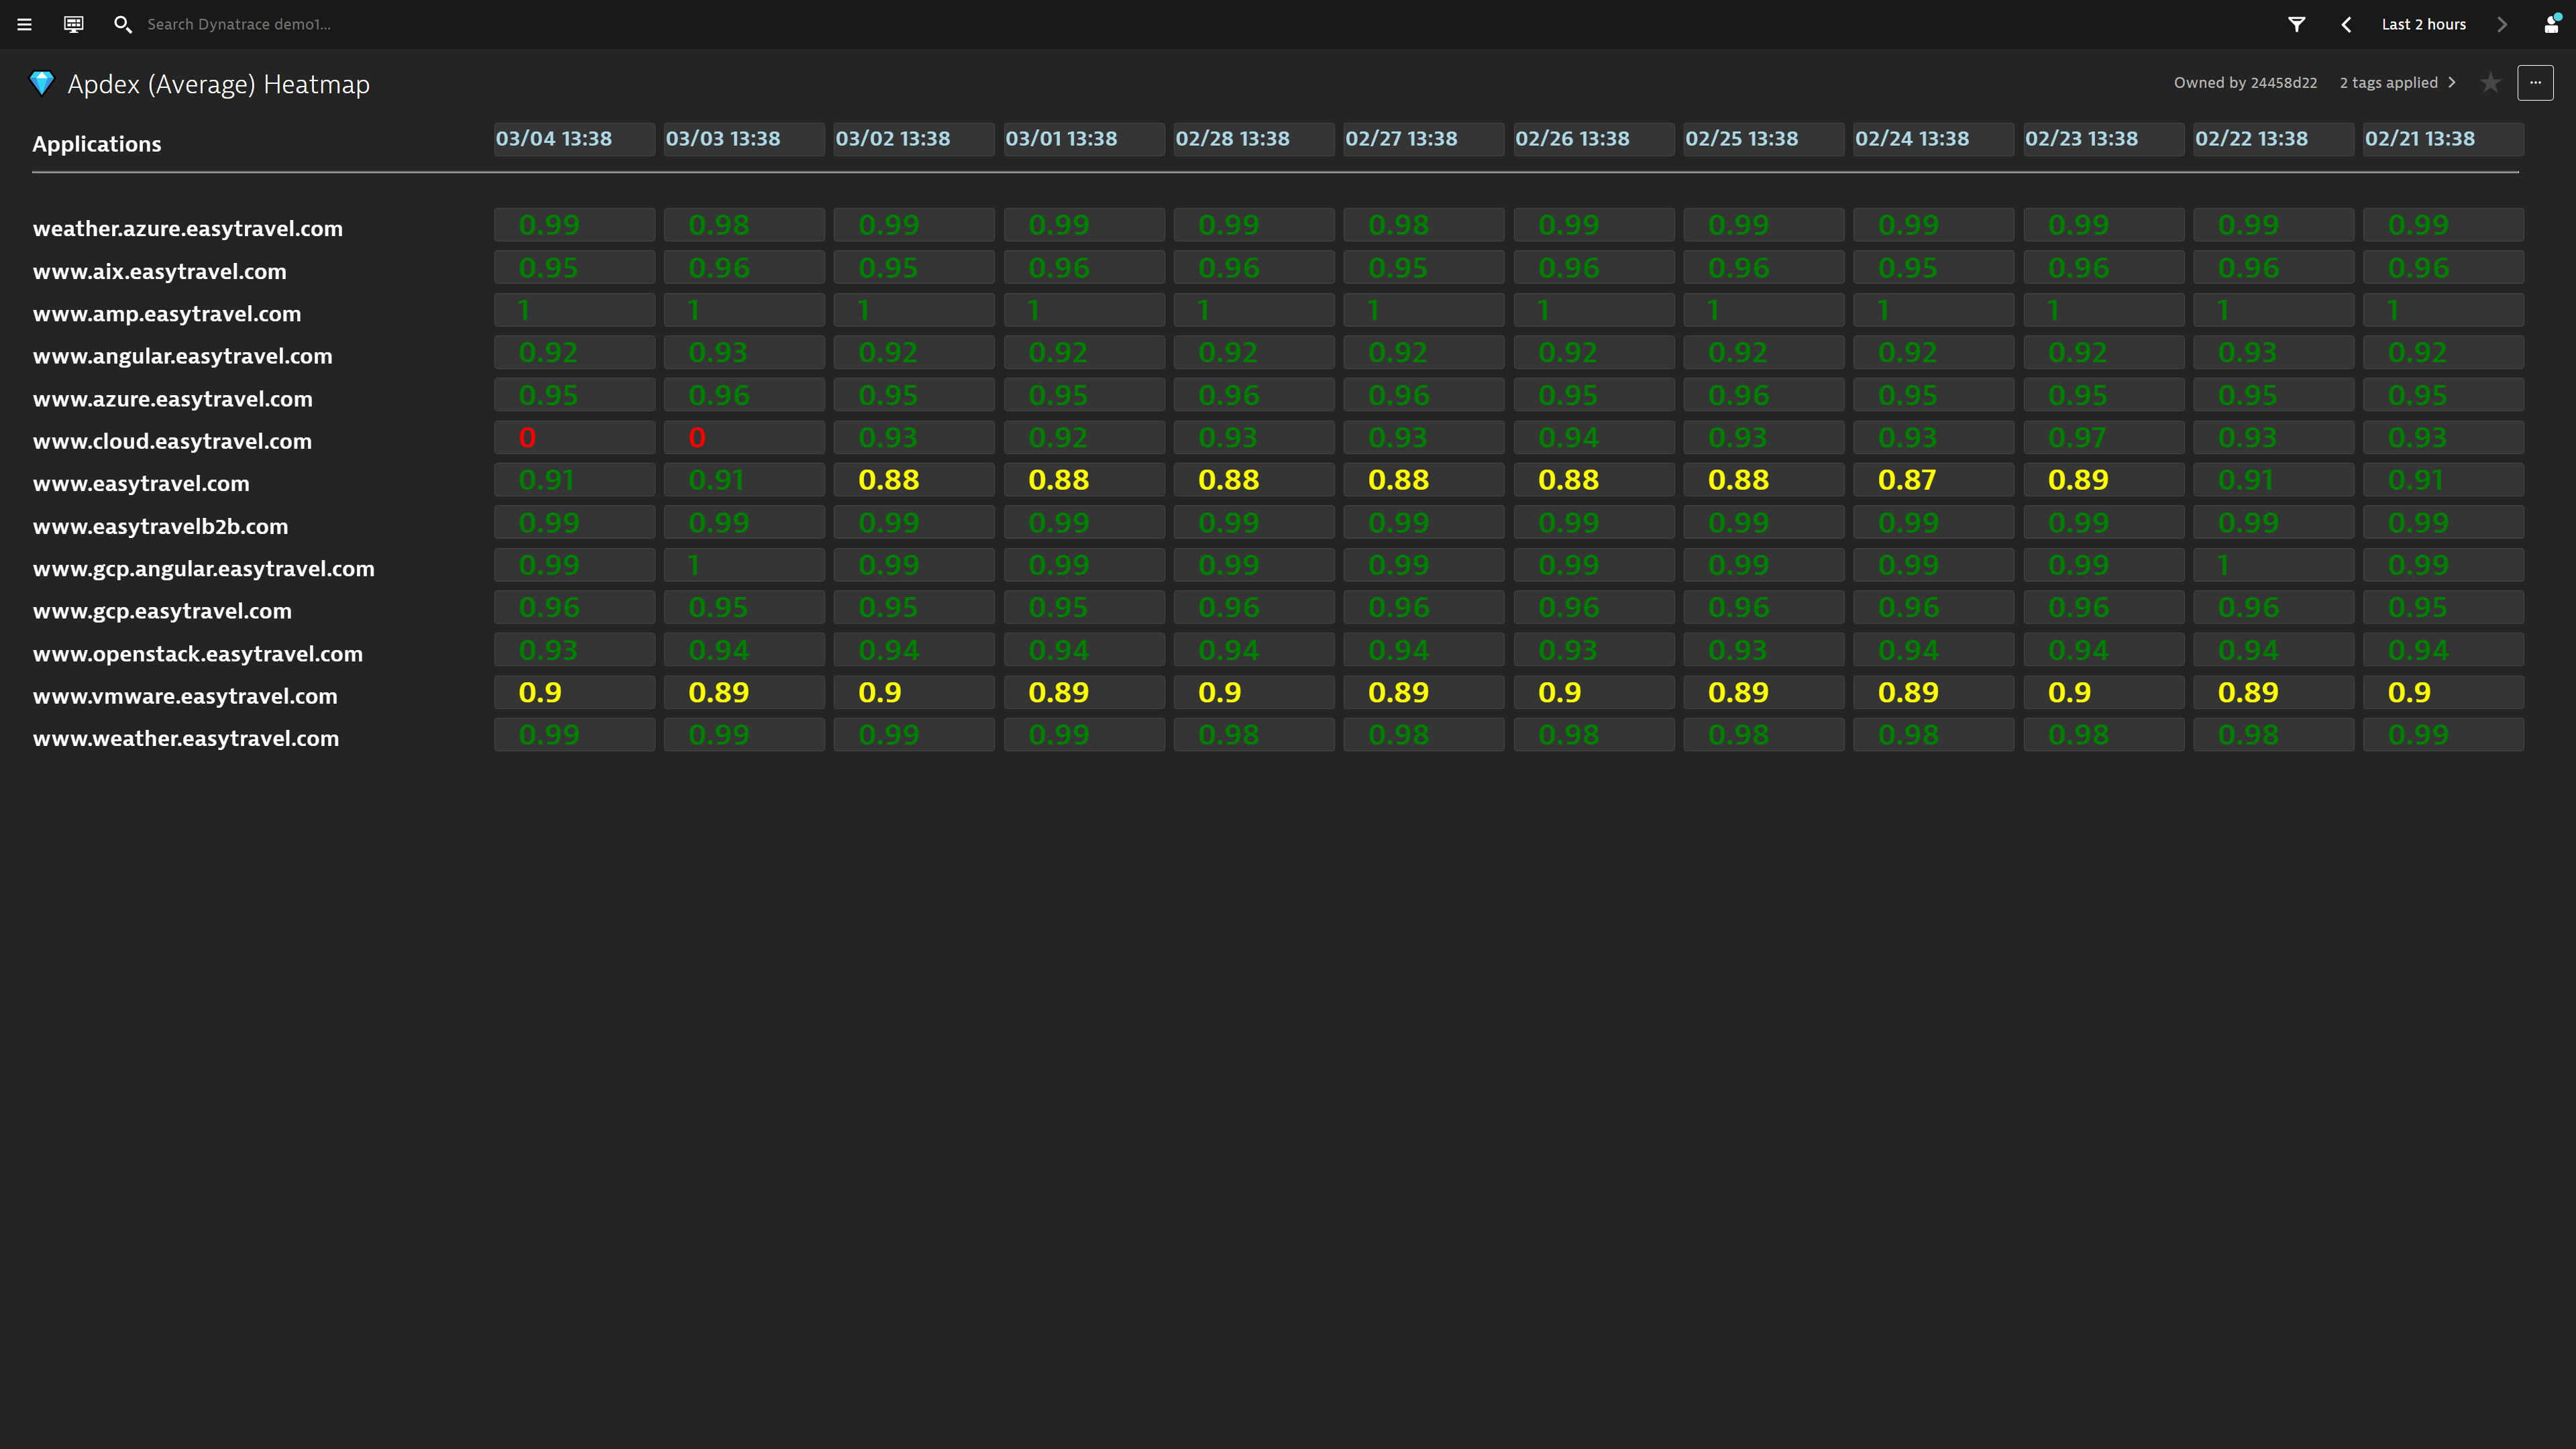 Search Dynatrace demo1... Last 2 hours
Apdex (Average) Heatmap Owned by 24458d22 2 tags applied
Applications 03/04 13:38 03/03 13:38 03/02 13:38 03/01 13:38 02/28 13:38 02/27 13:38 02/26 13:38 02/25 13:38 02/24 13:38 02/23 13:38 02/22 13:38 02/21 13:38
weather.azure.easytravel.com 0.99 0.98 0.99 0.99 0.99 0.98 0.99 0.99 0.99 0.99 0.99 0.99
www.aix.easytravel.com 0.95 0.96 0.95 0.96 0.96 0.95 0.96 0.96 0.95 0.96 0.96 0.96
www.amp.easytravel.com 1 1 1 1 1 1 1 1 1 1 1 1
www.angular.easytravel.com 0.92 0.93 0.92 0.92 0.92 0.92 0.92 0.92 0.92 0.92 0.93 0.92
www.azure.easytravel.com 0.95 0.96 0.95 0.95 0.96 0.96 0.95 0.96 0.95 0.95 0.95 0.95
www.cloud.easytravel.com 0 0 0.93 0.92 0.93 0.93 0.94 0.93 0.93 0.97 0.93 0.93
www.easytravel.com 0.91 0.91 0.88 0.88 0.88 0.88 0.88 0.88 0.87 0.89 0.91 0.91
www.easytravelb2b.com 0.99 0.99 0.99 0.99 0.99 0.99 0.99 0.99 0.99 0.99 0.99 0.99
www.gcp.angular.easytravel.com 0.99 1 0.99 0.99 0.99 0.99 0.99 0.99 0.99 0.99 1 0.99
www.gcp.easytravel.com 0.96 0.95 0.95 0.95 0.96 0.96 0.96 0.96 0.96 0.96 0.96 0.95
www.openstack.easytravel.com 0.93 0.94 0.94 0.94 0.94 0.94 0.93 0.93 0.94 0.94 0.94 0.94
www.vmware.easytravel.com 0.9 0.89 0.9 0.89 0.9 0.89 0.9 0.89 0.89 0.9 0.89 0.9
www.weather.easytravel.com 0.99 0.99 0.99 0.99 0.98 0.98 0.98 0.98 0.98 0.98 0.98 0.99